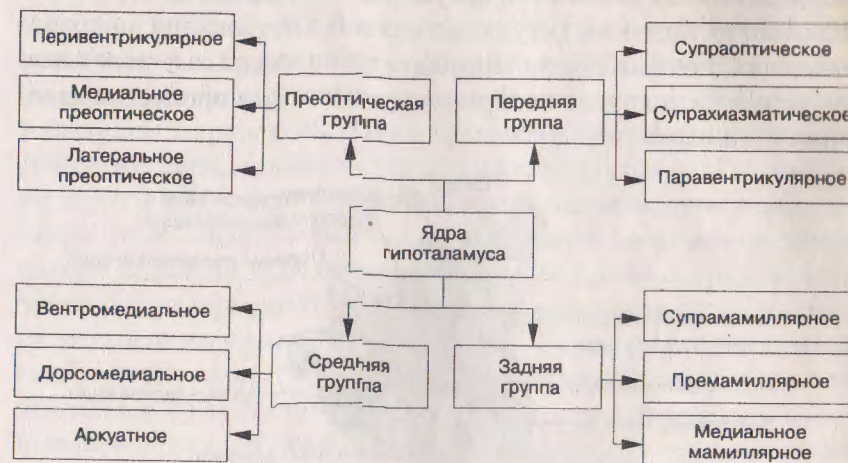 Перивентрикулярное
Медиальное
преоптическое
Латеральное
преоптическое
Преоптическая
группа
Передняя
группа
Супраоптическое
Супрахиазматическое
Паравентрикулярное
Ядра
гипоталамуса
Вентромедиальное
Дорсомедиальное
Аркуатное
Средняя
группа
Задняя
группа
Супрамамиллярное
Премамиллярное
Медиальное
мамиллярное